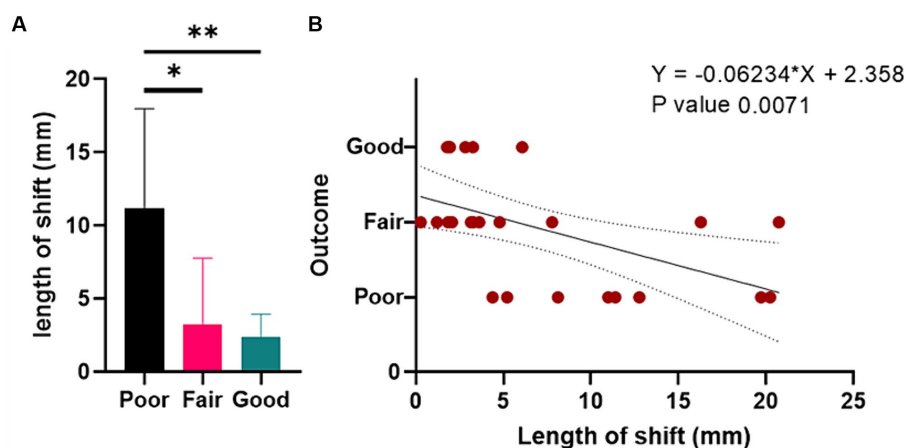 A
**
*
20
15
10
5
0
length of shift (mm)
Poor Fair Good
B
Y = -0.06234*X + 2.358
P value 0.0071
Good
Fair
Poor
0
Outcome
0 5 10 15 20 25
Length of shift (mm)